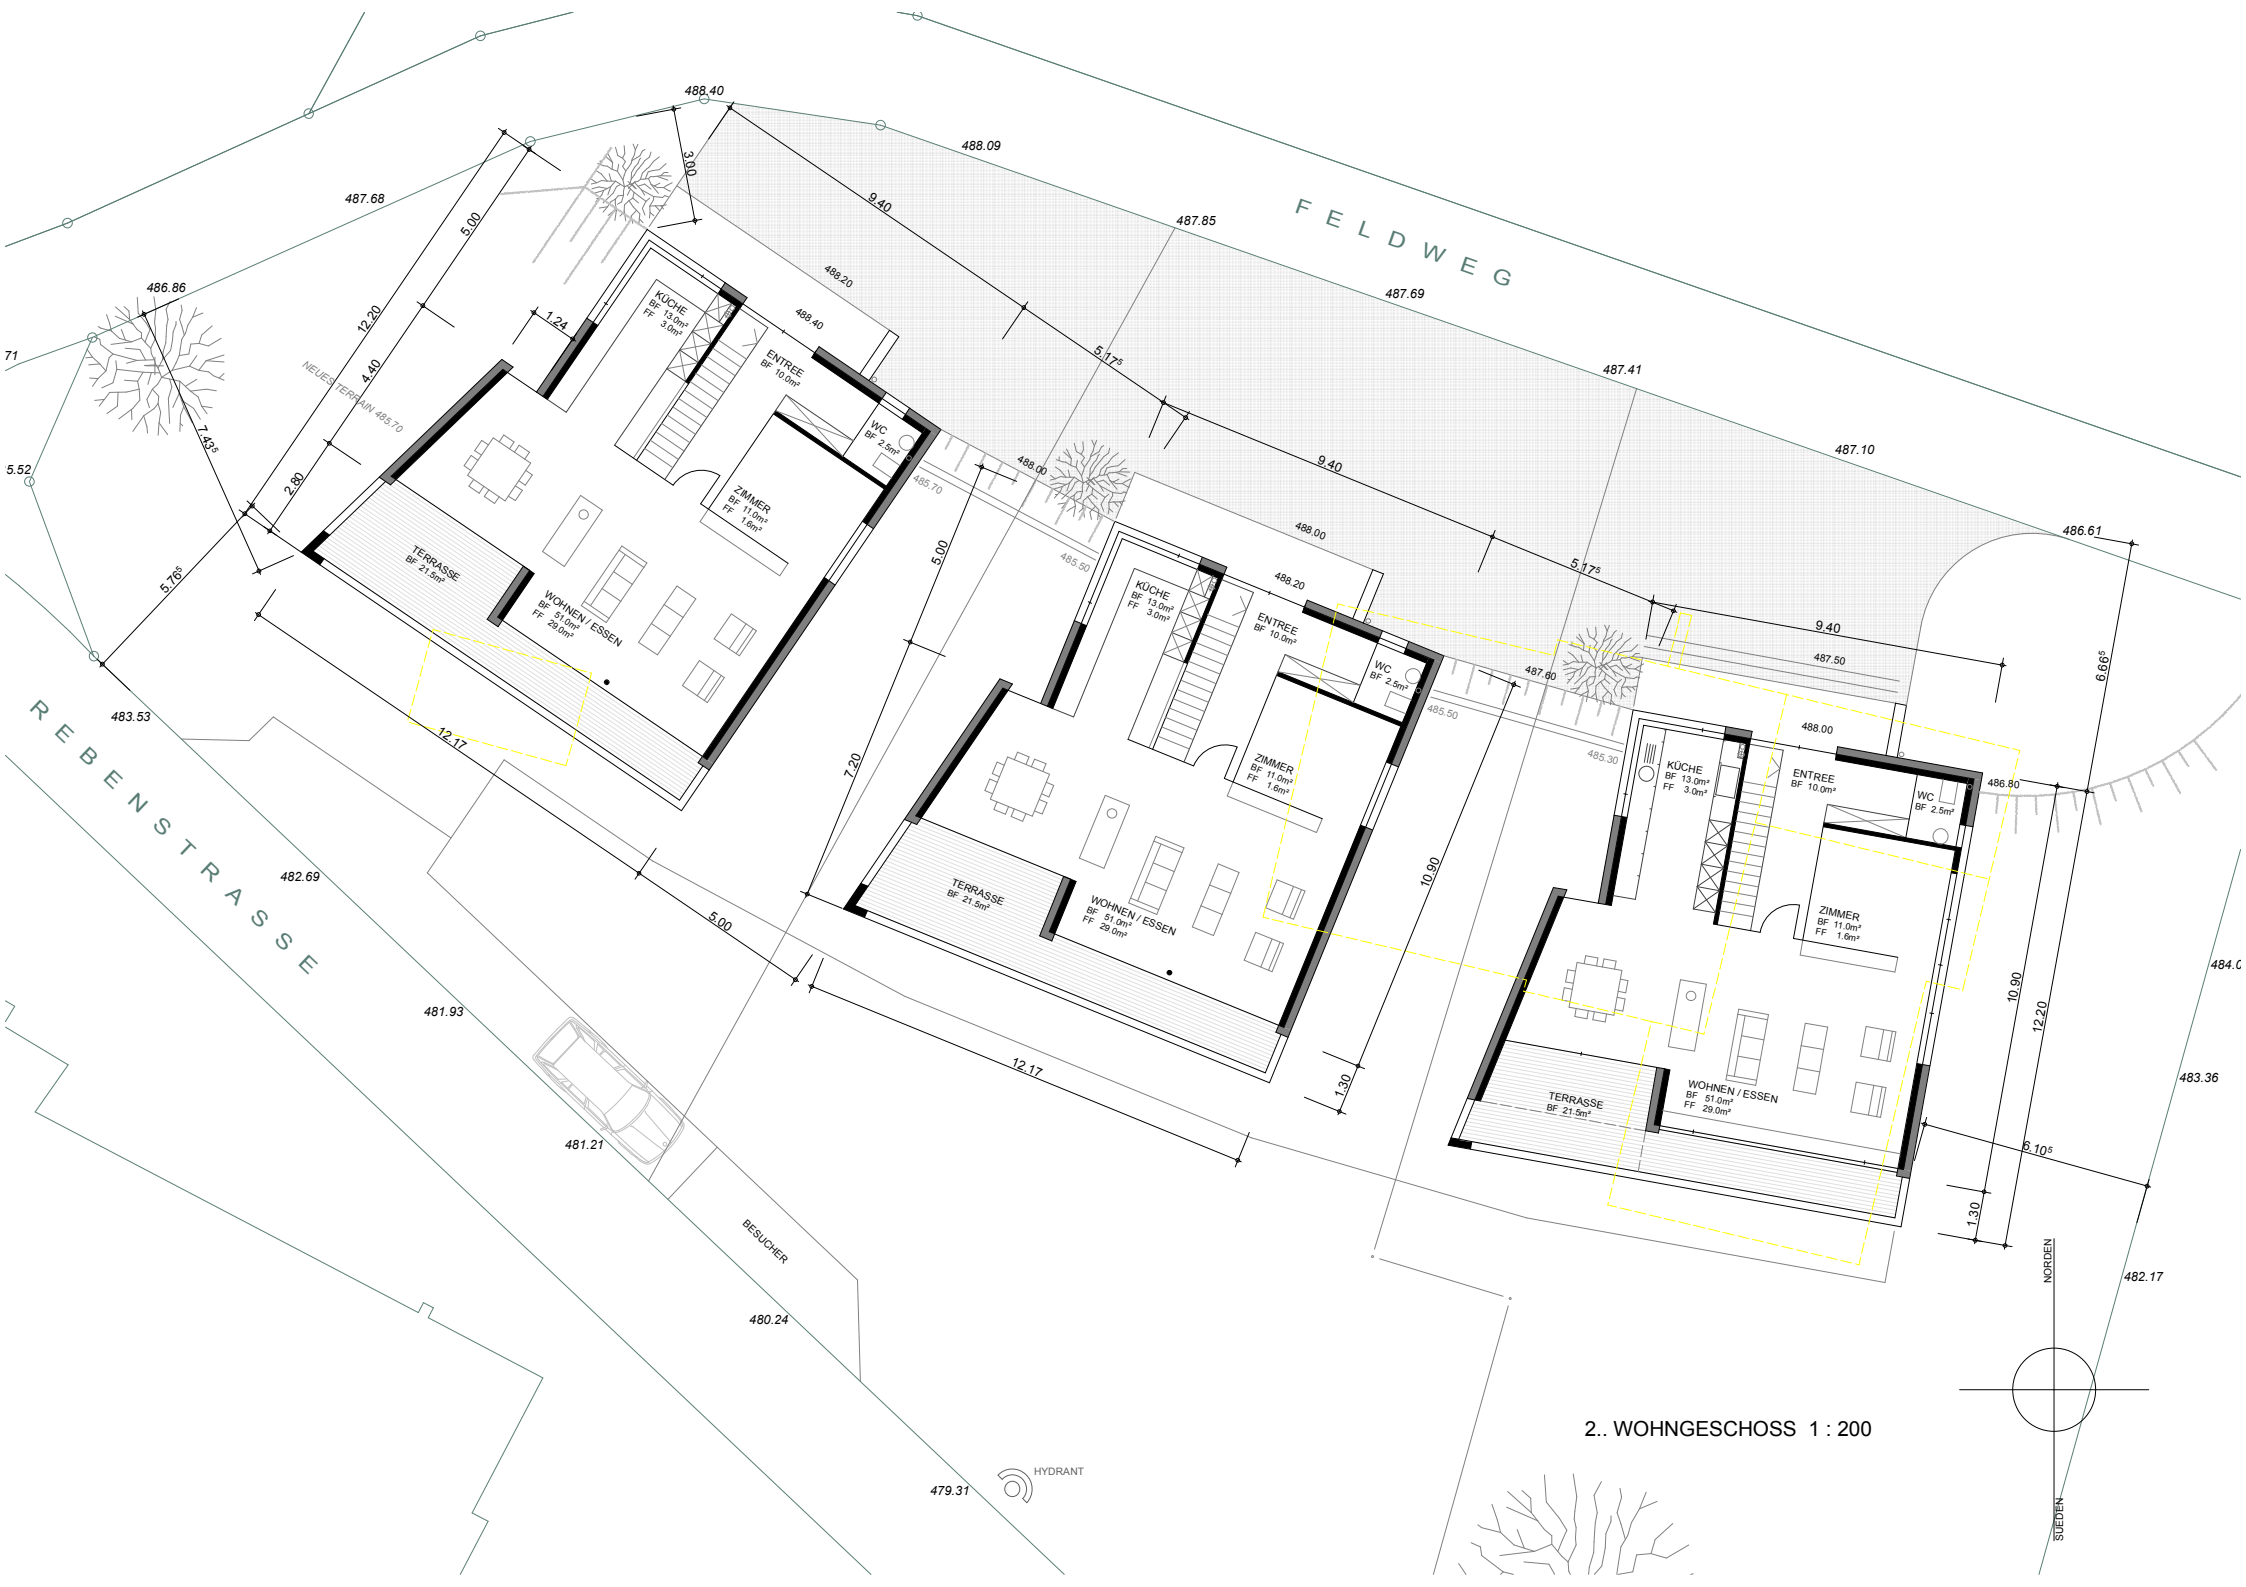 488.40
488.09
487.68
487.85
487.69
487.41
487.10
486.61
486.86
71
5.52
483.53
482.69
481.93
481.21
480.24
479.31
484.0
483.36
482.17
FELDWEG
REBENSTRASSE
NEUES TERRAIN 485.70
3.00
9.40
5.00
12.20
4.40
2.80
1.24
7.43⁵
5.76⁵
488.20
488.40
5.17⁵
KÜCHE
BF 13.0m²
FF 3.0m²
ENTREE
BF 10.0m²
WC
BF 2.5m²
ZIMMER
BF 11.0m²
FF 1.6m²
TERRASSE
BF 21.5m²
WOHNEN / ESSEN
BF 51.0m²
FF 29.0m²
12.17
5.00
485.70
488.00
485.50
5.00
7.20
9.40
5.17⁵
488.00
488.20
KÜCHE
BF 13.0m²
FF 3.0m²
ENTREE
BF 10.0m²
WC
BF 2.5m²
ZIMMER
BF 11.0m²
FF 1.6m²
TERRASSE
BF 21.5m²
WOHNEN / ESSEN
BF 51.0m²
FF 29.0m²
12.17
10.90
1.30
485.50
487.60
485.30
9.40
487.50
488.00
486.80
6.66⁵
KÜCHE
BF 13.0m²
FF 3.0m²
ENTREE
BF 10.0m²
WC
BF 2.5m²
ZIMMER
BF 11.0m²
FF 1.6m²
TERRASSE
BF 21.5m²
WOHNEN / ESSEN
BF 51.0m²
FF 29.0m²
10.90
12.20
6.10⁵
1.30
BESUCHER
HYDRANT
NORDEN
SUEDEN
2.. WOHNGESCHOSS 1 : 200